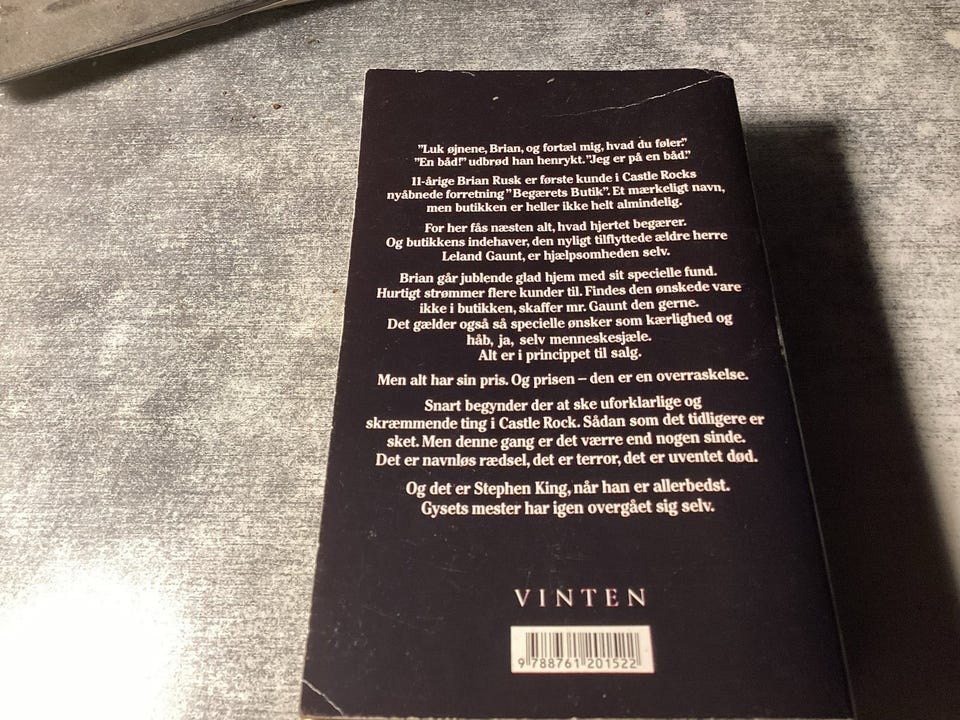 "Luk øjnene, Brian, og fortæl mig, hvad du føler."
"En båd!" udbrød han henrykt. "Jeg er på en båd."
11-årige Brian Rusk er første kunde i Castle Rocks
nyåbnede forretning "Begærets Butik". Et mærkeligt navn,
men butikken er heller ikke helt almindelig.
For her fås næsten alt, hvad hjertet begærer.
Og butikkens indehaver, den nyligt tilflyttede ældre herre
Leland Gaunt, er hjælpsomheden selv.
Brian går jublende glad hjem med sit specielle fund.
Hurtigt strømmer flere kunder til. Findes den ønskede vare
ikke i butikken, skaffer mr. Gaunt den gerne.
Det gælder også så specielle ønsker som kærlighed og
håb, ja, selv menneskesjæle.
Alt er i princippet til salg.
Men alt har sin pris. Og prisen – den er en overraskelse.
Snart begynder der at ske uforklarlige og
skræmmende ting i Castle Rock. Sådan som det tidligere er
sket. Men denne gang er det værre end nogen sinde.
Det er navnløs rædsel, det er terror, det er uventet død.
Og det er Stephen King, når han er allerbedst.
Gysets mester har igen overgået sig selv.
VINTEN
9 788761 201522